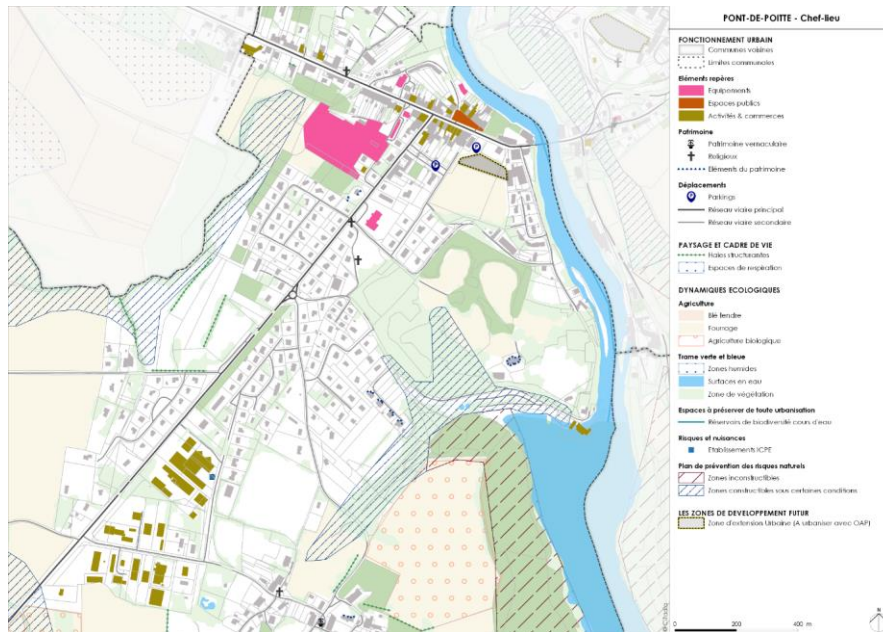 PONT-DE-POITTE - Chef-lieu
FONCTIONNEMENT URBAIN
Communes voisines
Limites communales
Eléments repères
Equipements
Espaces publics
Activités & commerces
Patrimoine
Patrimoine vernaculaire
Religieux
Eléments du patrimoine
Déplacements
Parkings
Réseau viaire principal
Réseau viaire secondaire
PAYSAGE ET CADRE DE VIE
Haies structurantes
Espaces de respiration
DYNAMIQUES ECOLOGIQUES
Agriculture
Blé tendre
Fourrage
Agriculture biologique
Trame verte et bleue
Zones humides
Surfaces en eau
Zone de végétation
Espaces à préserver de toute urbanisation
Réservoirs de biodiversité cours d'eau
Risques et nuisances
Etablissements ICPE
Plan de prévention des risques naturels
Zones inconstructibles
Zones constructibles sous certaines conditions
LES ZONES DE DEVELOPPEMENT FUTUR
Zone d'extension Urbaine (A urbaniser avec OAP)
0 200 400 m
N